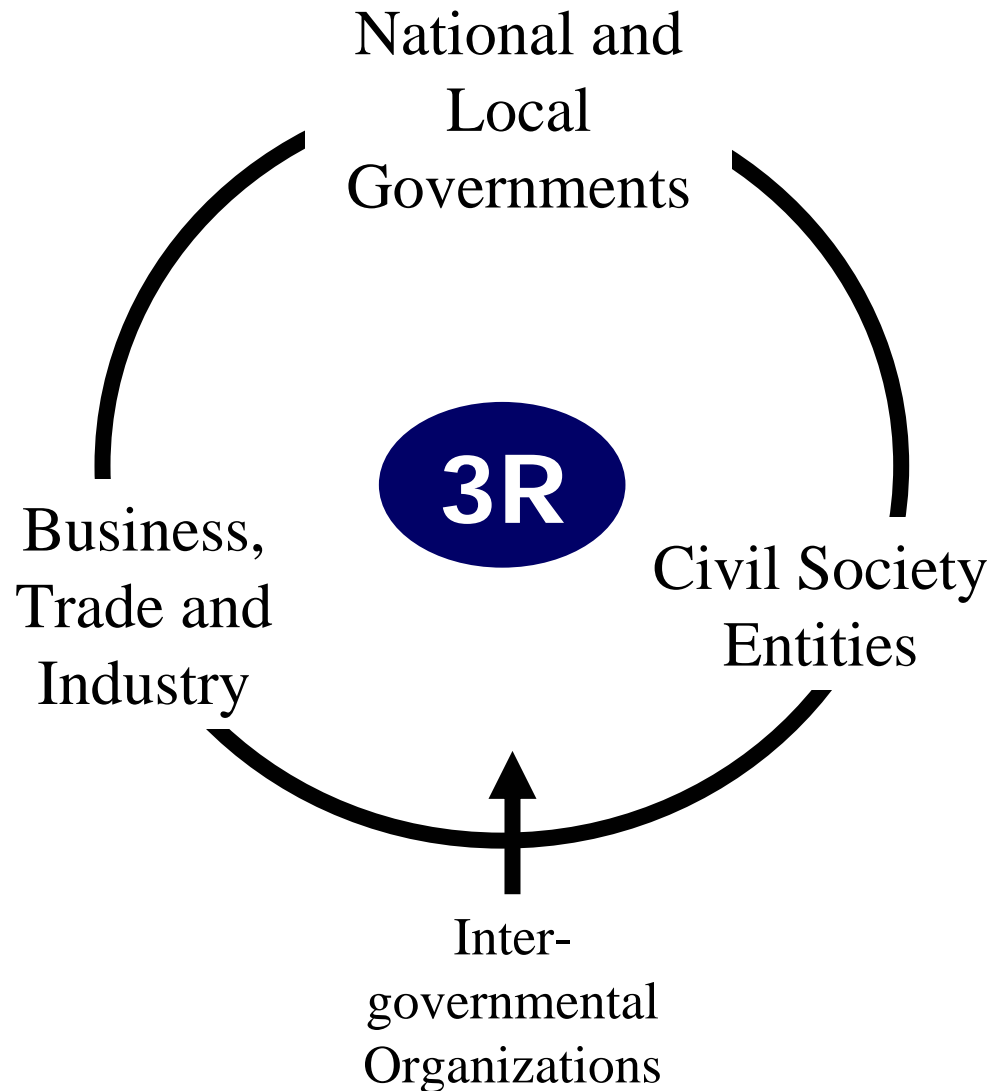 National and
Local
Governments
3R
Business,
Trade and
Industry
Civil Society
Entities
Inter-
governmental
Organizations